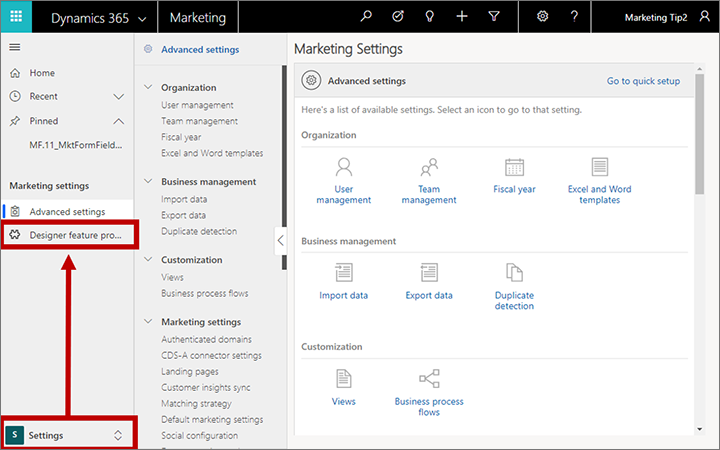 Dynamics 365
Marketing
?
Marketing Tip2
Home
Recent
Pinned
MF.11_MktFormField...
Marketing settings
Advanced settings
Designer feature pro...
S
Settings
Advanced settings
Organization
User management
Team management
Fiscal year
Excel and Word templates
Business management
Import data
Export data
Duplicate detection
Customization
Views
Business process flows
Marketing settings
Authenticated domains
CDS-A connector settings
Landing pages
Customer insights sync
Matching strategy
Default marketing settings
Social configuration
Marketing Settings
Advanced settings
Go to quick setup
Here's a list of available settings. Select an icon to go to that setting.
Organization
User
management
Team
management
Fiscal year
Excel and Word
templates
Business management
Import data
Export data
Duplicate
detection
Customization
Views
Business process
flows